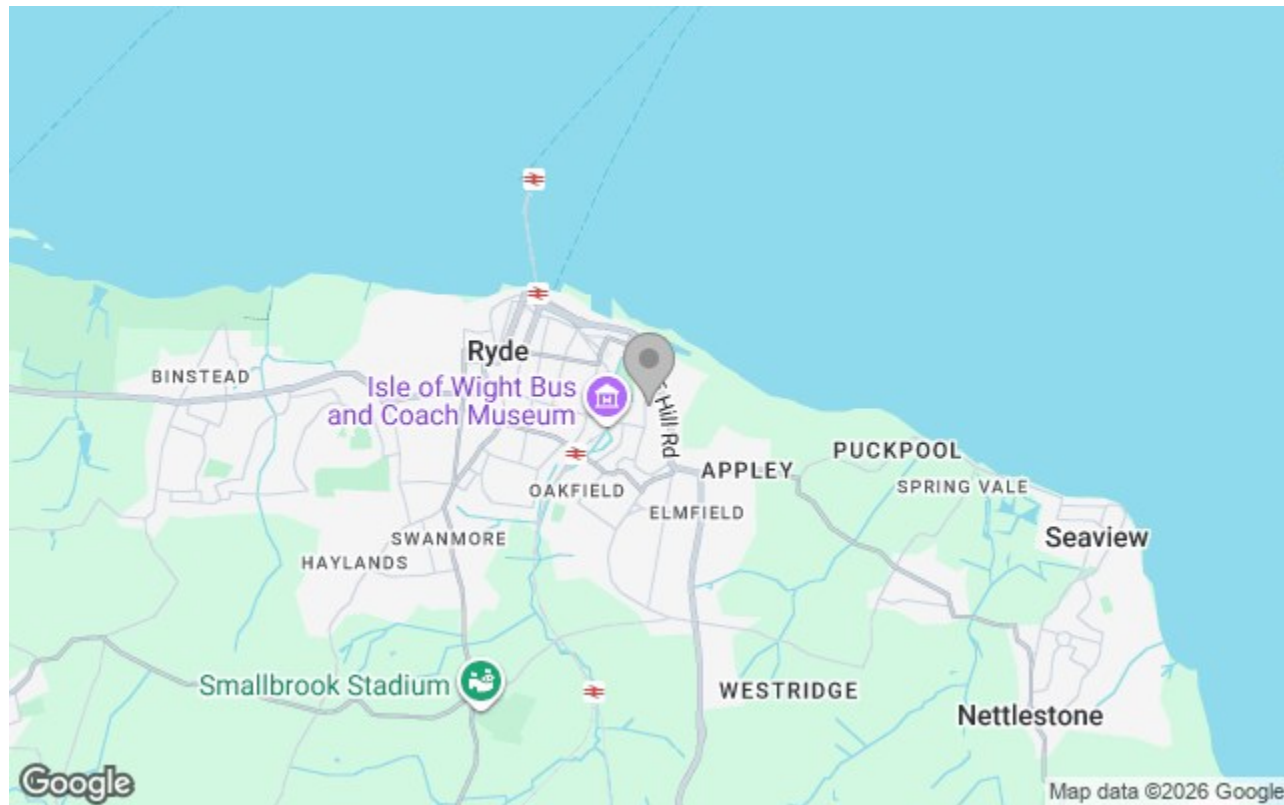 Ryde
BINSTEAD
Isle of Wight Bus
and Coach Museum
Hill Rd
APPLEY
PUCKPOOL
SPRING VALE
OAKFIELD
ELMFIELD
Seaview
SWANMORE
HAYLANDS
Smallbrook Stadium
WESTRIDGE
Nettlestone
Google
Map data ©2026 Google